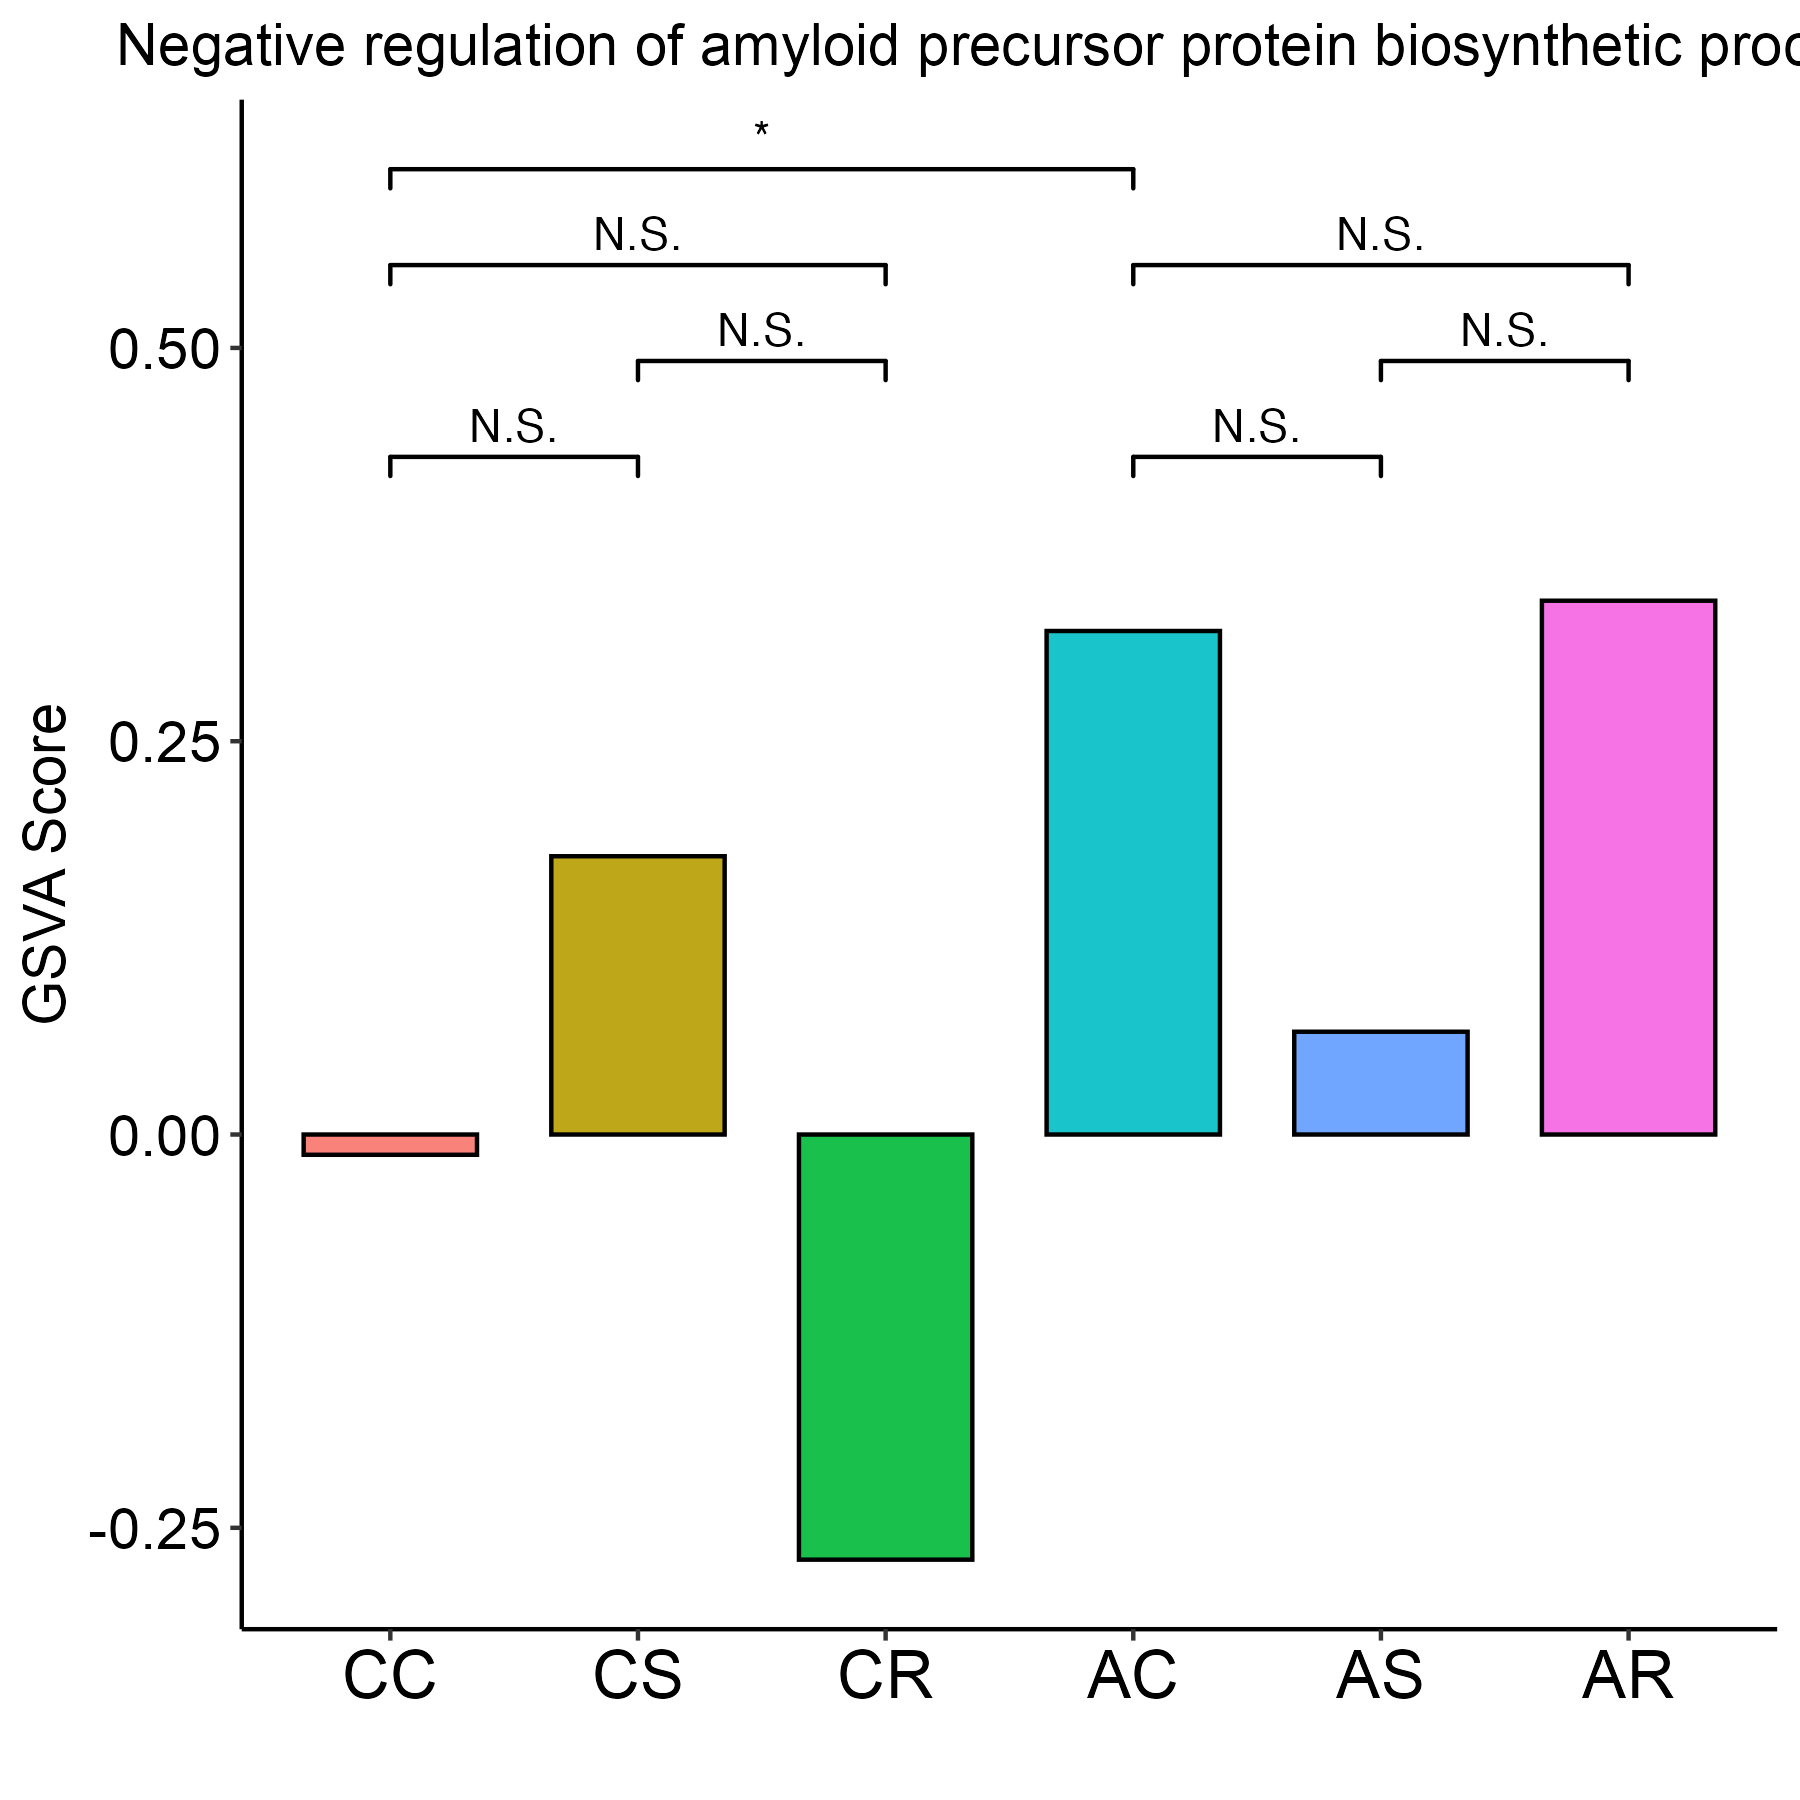 Negative regulation of amyloid precursor protein biosynthetic proc
*
N.S. N.S.
N.S. N.S.
N.S. N.S.
0.50
0.25
0.00
-0.25
GSVA Score
CC CS CR AC AS AR